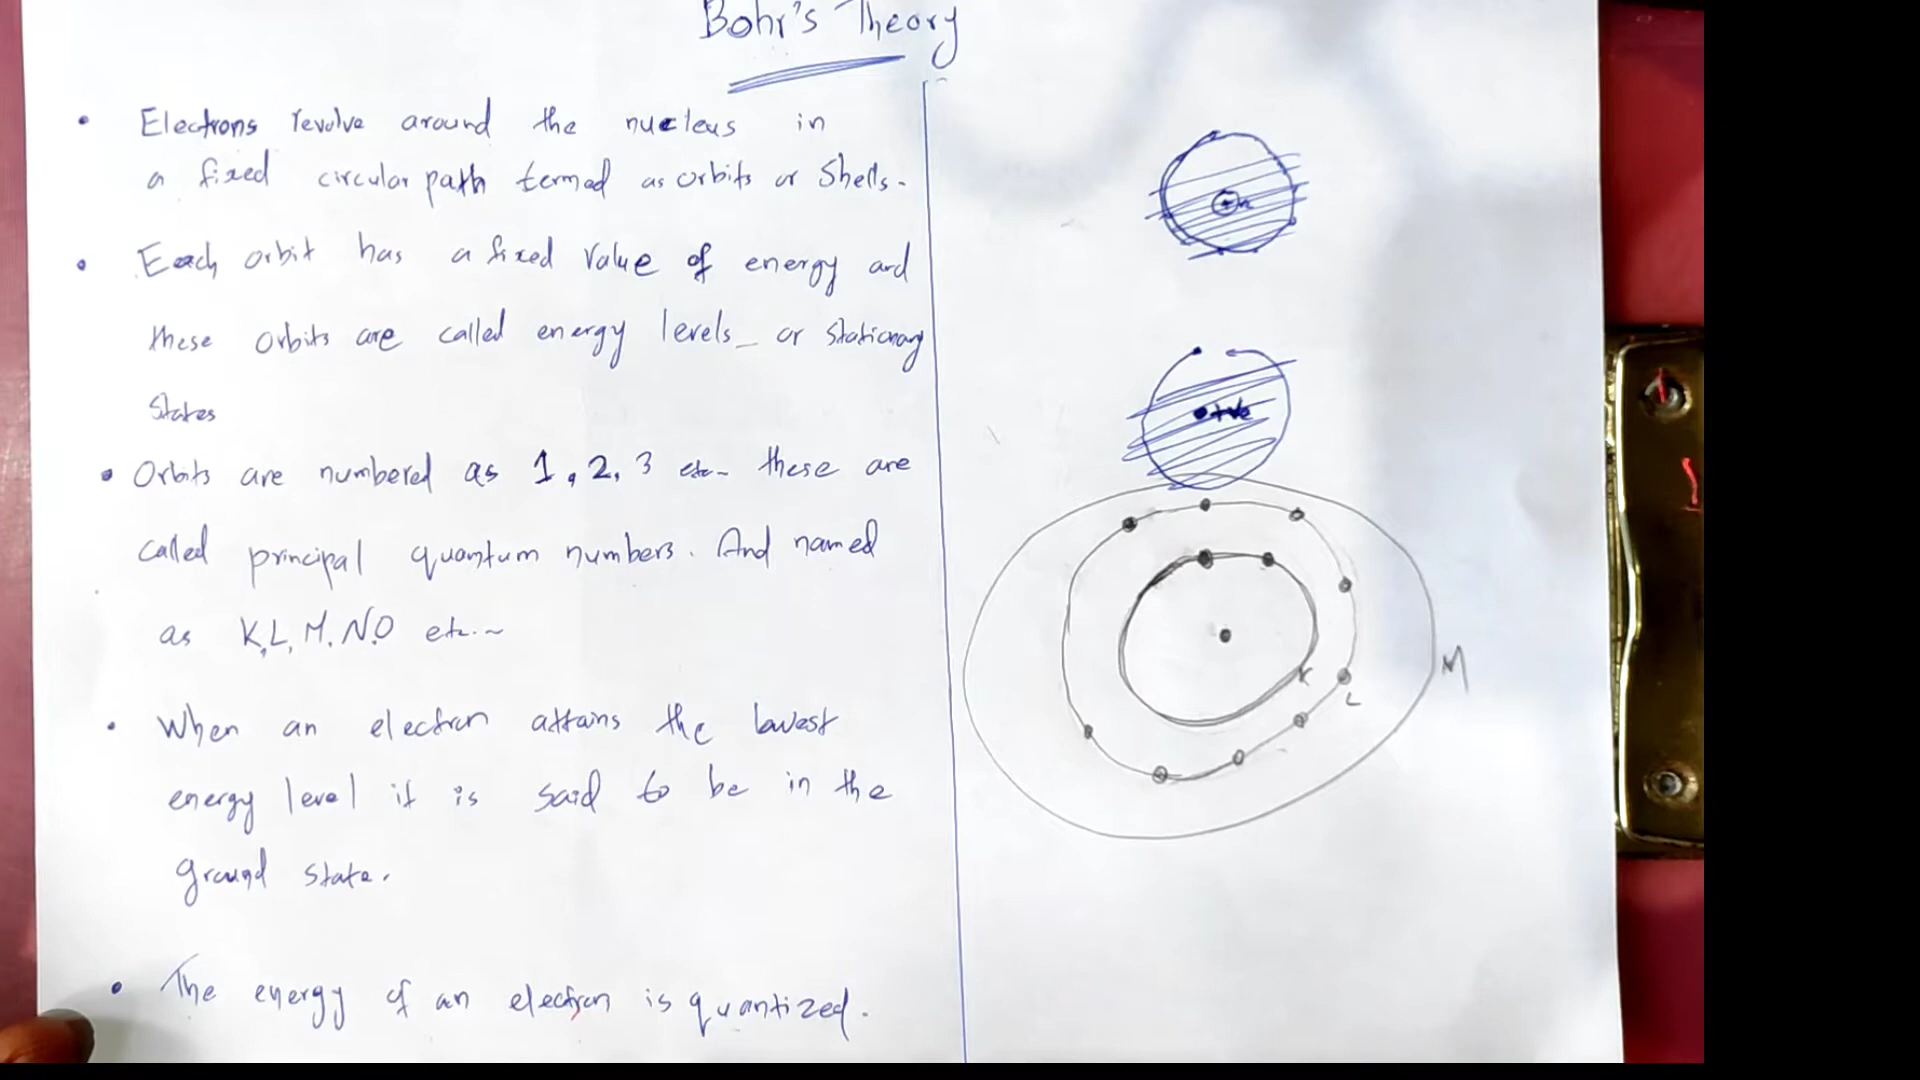 Bohr's Theory
• Electrons revolve around the nucleus in
a fixed circular path termed as orbits or Shells.
• Each orbit has a fixed Value of energy and
these orbits are called energy levels_ or Stationary
States
• Orbits are numbered as 1, 2, 3 etc~ these are
called principal quantum numbers. And named
as K,L,M,N,O etc.~
• When an electron attains the lowest
energy level it is said to be in the
ground state.
• The energy of an electron is quantized.
+ve
K
L
M